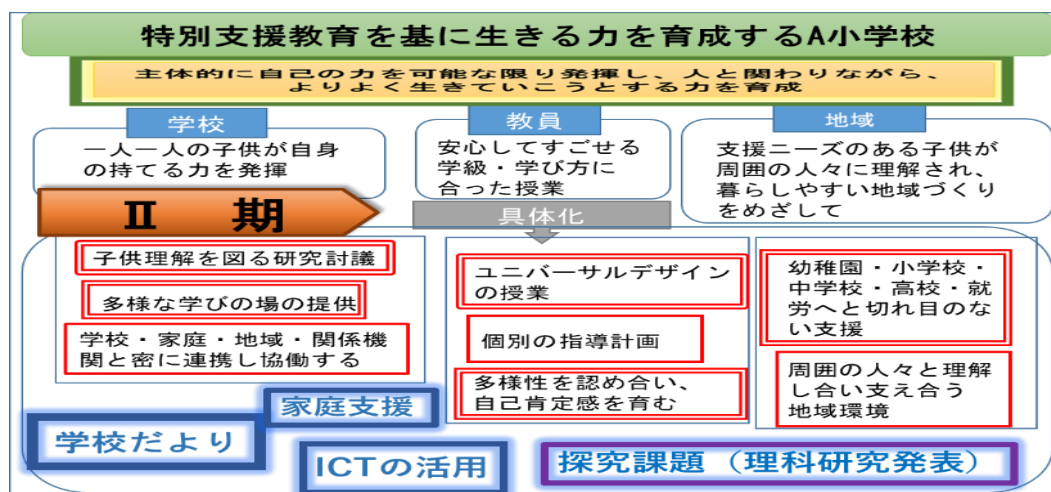 特別支援教育を基に生きる力を育成するA小学校
主体的に自己の力を可能な限り発揮し、人と関わりながら、
よりよく生きていこうとする力を育成
学校
一人一人の子供が自身
の持てる力を発揮
教員
安心してすごせる
学級・学び方に
合った授業
地域
支援ニーズのある子供が
周囲の人々に理解され、
暮らしやすい地域づくり
をめざして
Ⅱ 期
具体化
子供理解を図る研究討議
多様な学びの場の提供
学校・家庭・地域・関係機
関と密に連携し協働する
ユニバーサルデザイン
の授業
個別の指導計画
多様性を認め合い、
自己肯定感を育む
幼稚園・小学校・
中学校・高校・就
労へと切れ目のな
い支援
周囲の人々と理解
し合い支え合う
地域環境
家庭支援
学校だより
ICTの活用
探究課題（理科研究発表）